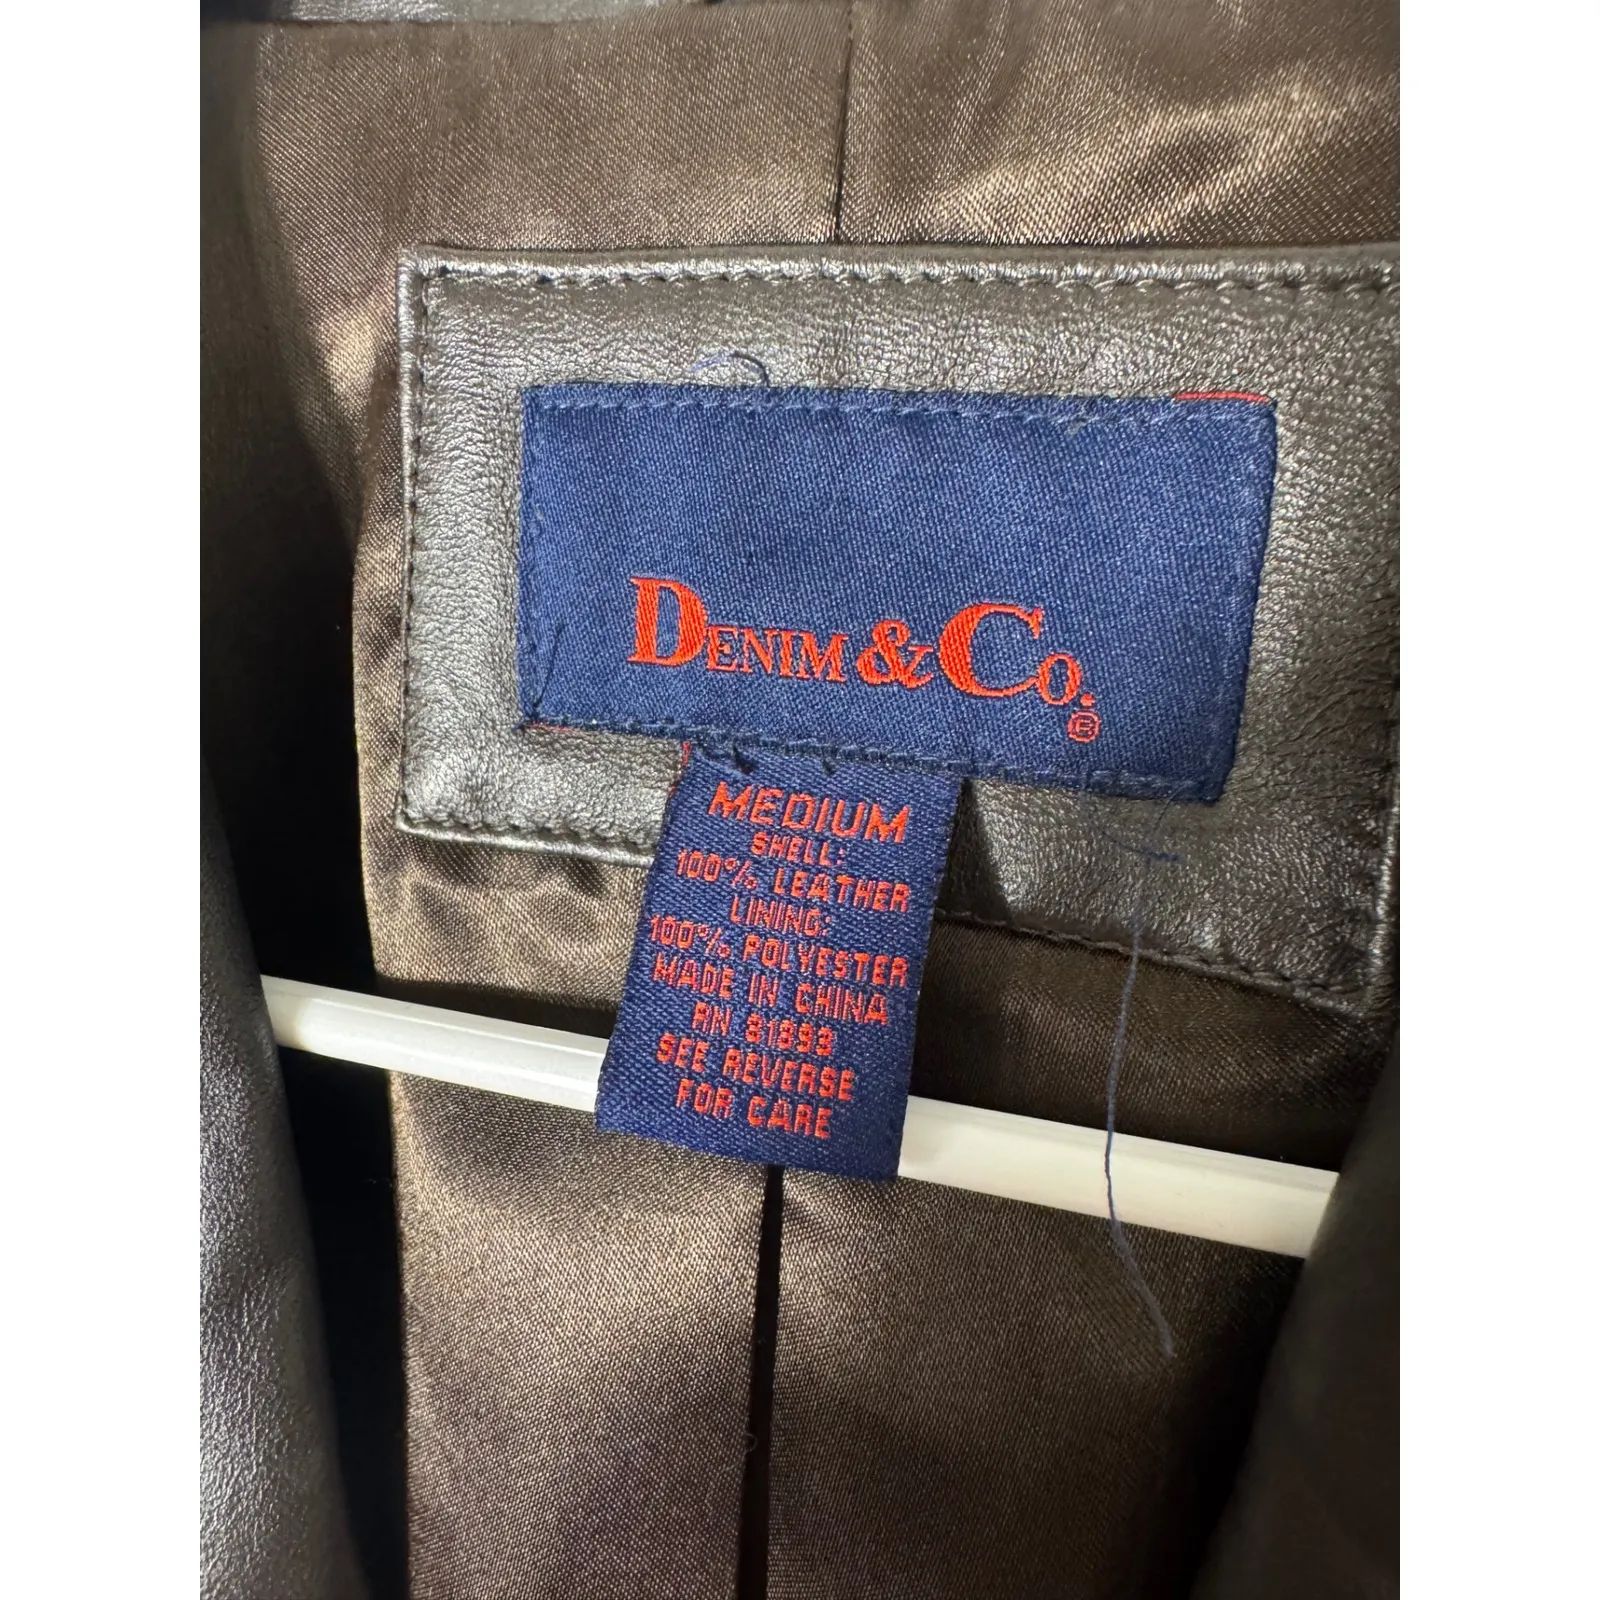 DENIM & CO. ®
MEDIUM
SHELL:
100% LEATHER
LINING:
100% POLYESTER
MADE IN CHINA
RN 81893
SEE REVERSE
FOR CARE